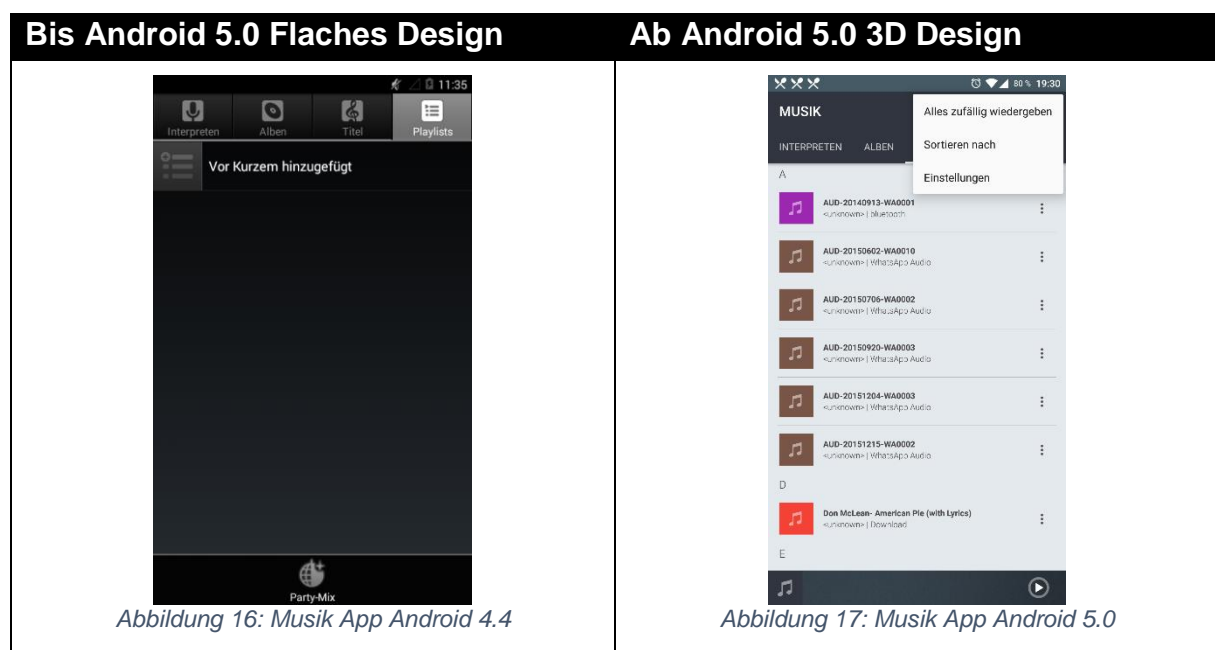 Bis Android 5.0 Flaches Design
Ab Android 5.0 3D Design
11:35
Interpreten Alben Titel Playlists
Vor Kurzem hinzugefügt
Party-Mix
Abbildung 16: Musik App Android 4.4
80 % 19:30
MUSIK
Alles zufällig wiedergeben
INTERPRETEN ALBEN
Sortieren nach
Einstellungen
A
AUD-20140913-WA0001
<unknown> | bluetooth
AUD-20150602-WA0010
<unknown> | WhatsApp Audio
AUD-20150706-WA0002
<unknown> | WhatsApp Audio
AUD-20150920-WA0003
<unknown> | WhatsApp Audio
AUD-20151204-WA0003
<unknown> | WhatsApp Audio
AUD-20151215-WA0002
<unknown> | WhatsApp Audio
D
Don McLean- American Pie (with Lyrics)
<unknown> | Download
E
Abbildung 17: Musik App Android 5.0